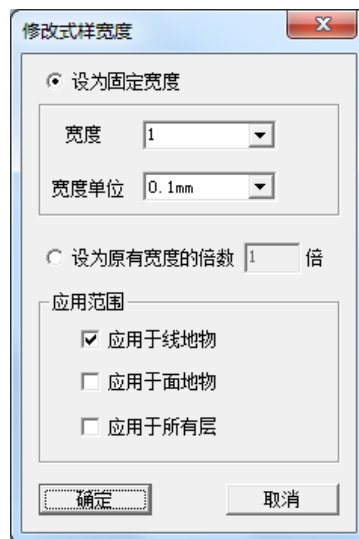 修改式样宽度
设为固定宽度
宽度 1
宽度单位 0.1mm
设为原有宽度的倍数 1 倍
应用范围
应用于线地物
应用于面地物
应用于所有层
确定 取消